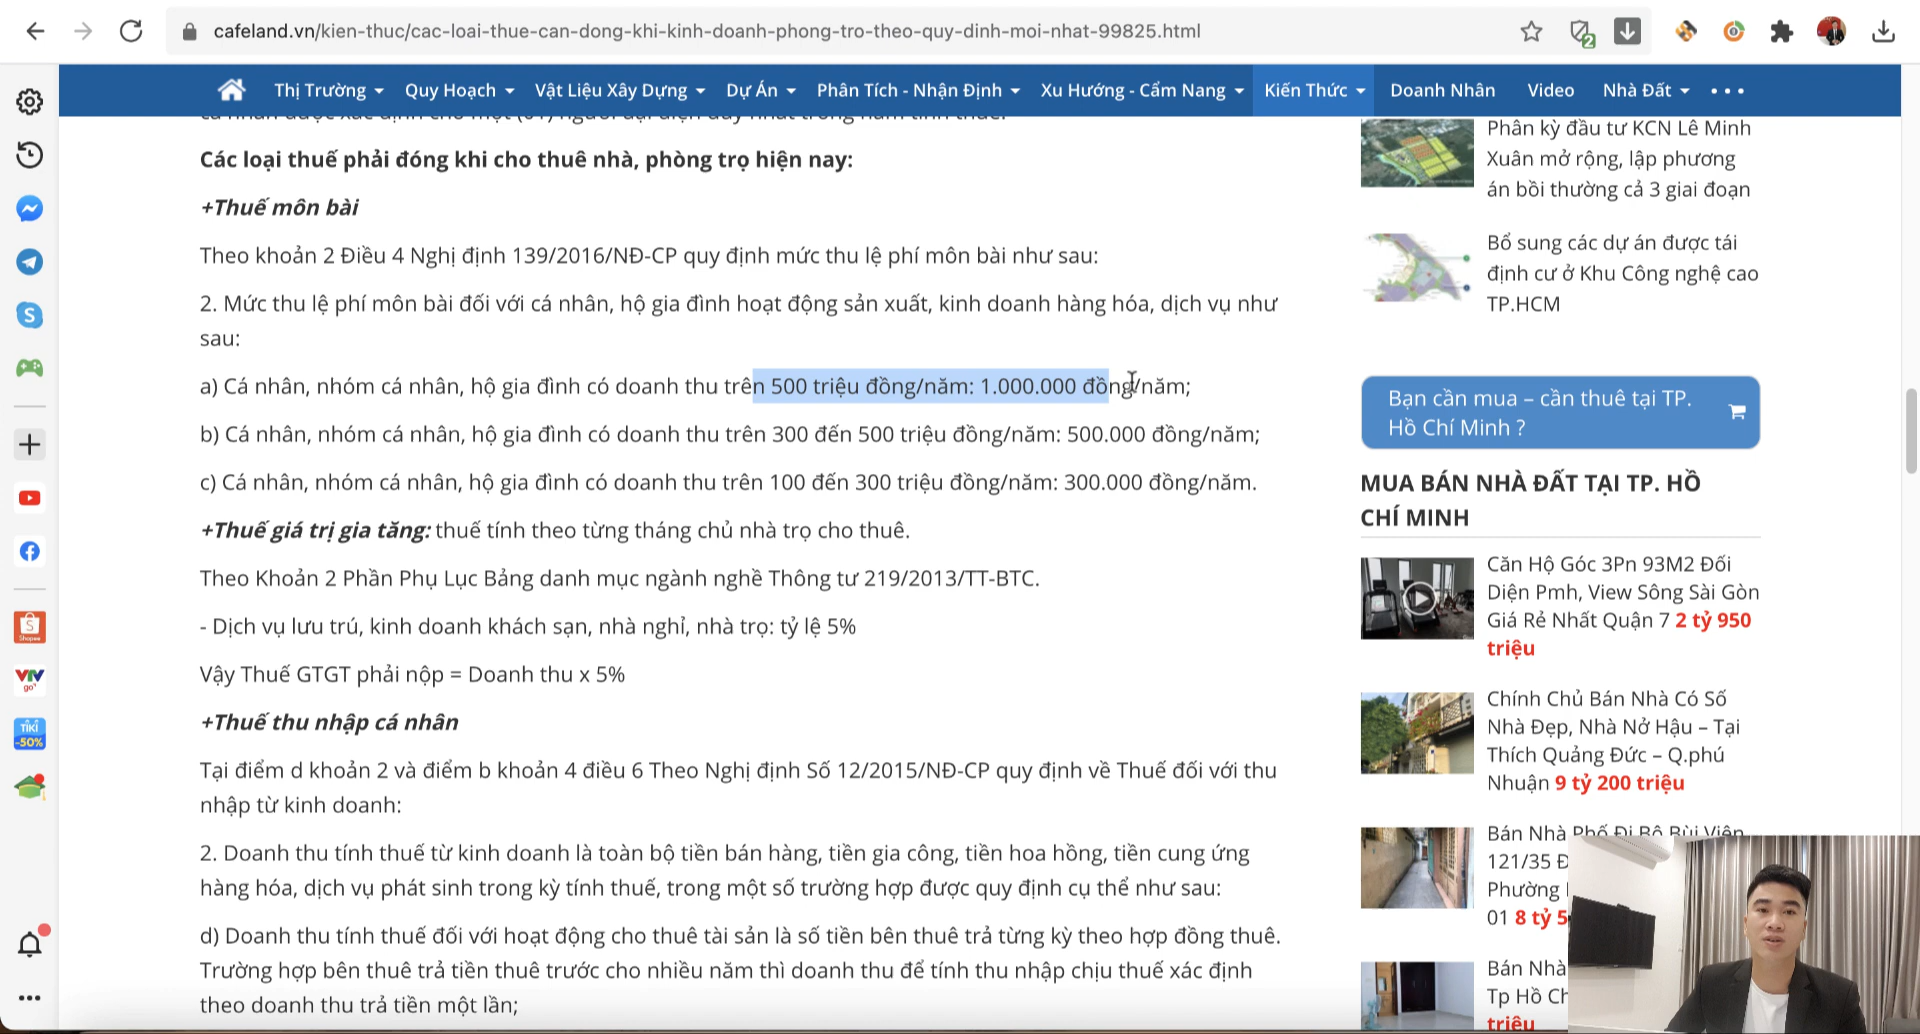 cafeland.vn/kien-thuc/cac-loai-thue-can-dong-khi-kinh-doanh-phong-tro-theo-quy-dinh-moi-nhat-99825.html
2
Thị Trường Quy Hoạch Vật Liệu Xây Dựng Dự Án Phân Tích - Nhận Định Xu Hướng - Cẩm Nang Kiến Thức Doanh Nhân Video Nhà Đất
Các loại thuế phải đóng khi cho thuê nhà, phòng trọ hiện nay:
+Thuế môn bài
Theo khoản 2 Điều 4 Nghị định 139/2016/NĐ-CP quy định mức thu lệ phí môn bài như sau:
2. Mức thu lệ phí môn bài đối với cá nhân, hộ gia đình hoạt động sản xuất, kinh doanh hàng hóa, dịch vụ như
sau:
a) Cá nhân, nhóm cá nhân, hộ gia đình có doanh thu trên 500 triệu đồng/năm: 1.000.000 đồng/năm;
b) Cá nhân, nhóm cá nhân, hộ gia đình có doanh thu trên 300 đến 500 triệu đồng/năm: 500.000 đồng/năm;
c) Cá nhân, nhóm cá nhân, hộ gia đình có doanh thu trên 100 đến 300 triệu đồng/năm: 300.000 đồng/năm.
+Thuế giá trị gia tăng: thuế tính theo từng tháng chủ nhà trọ cho thuê.
Theo Khoản 2 Phần Phụ Lục Bảng danh mục ngành nghề Thông tư 219/2013/TT-BTC.
- Dịch vụ lưu trú, kinh doanh khách sạn, nhà nghỉ, nhà trọ: tỷ lệ 5%
Vậy Thuế GTGT phải nộp = Doanh thu x 5%
+Thuế thu nhập cá nhân
Tại điểm d khoản 2 và điểm b khoản 4 điều 6 Theo Nghị định Số 12/2015/NĐ-CP quy định về Thuế đối với thu
nhập từ kinh doanh:
2. Doanh thu tính thuế từ kinh doanh là toàn bộ tiền bán hàng, tiền gia công, tiền hoa hồng, tiền cung ứng
hàng hóa, dịch vụ phát sinh trong kỳ tính thuế, trong một số trường hợp được quy định cụ thể như sau:
d) Doanh thu tính thuế đối với hoạt động cho thuê tài sản là số tiền bên thuê trả từng kỳ theo hợp đồng thuê.
Trường hợp bên thuê trả tiền thuê trước cho nhiều năm thì doanh thu để tính thu nhập chịu thuế xác định
theo doanh thu trả tiền một lần;
Phân kỳ đầu tư KCN Lê Minh
Xuân mở rộng, lập phương
án bồi thường cả 3 giai đoạn
Bổ sung các dự án được tái
định cư ở Khu Công nghệ cao
TP.HCM
Bạn cần mua – cần thuê tại TP.
Hồ Chí Minh ?
MUA BÁN NHÀ ĐẤT TẠI TP. HỒ
CHÍ MINH
Căn Hộ Góc 3Pn 93M2 Đối
Diện Pmh, View Sông Sài Gòn
Giá Rẻ Nhất Quận 7 2 tỷ 950
triệu
Chính Chủ Bán Nhà Có Số
Nhà Đẹp, Nhà Nở Hậu – Tại
Thích Quảng Đức – Q.phú
Nhuận 9 tỷ 200 triệu
Bán Nhà Phố Đi Bộ Bùi Viện
121/35
Phường
01 8 tỷ 5
Bán Nhà
Tp Hồ
triệu
S
Shopee
VTV
go
TIKI
-50%